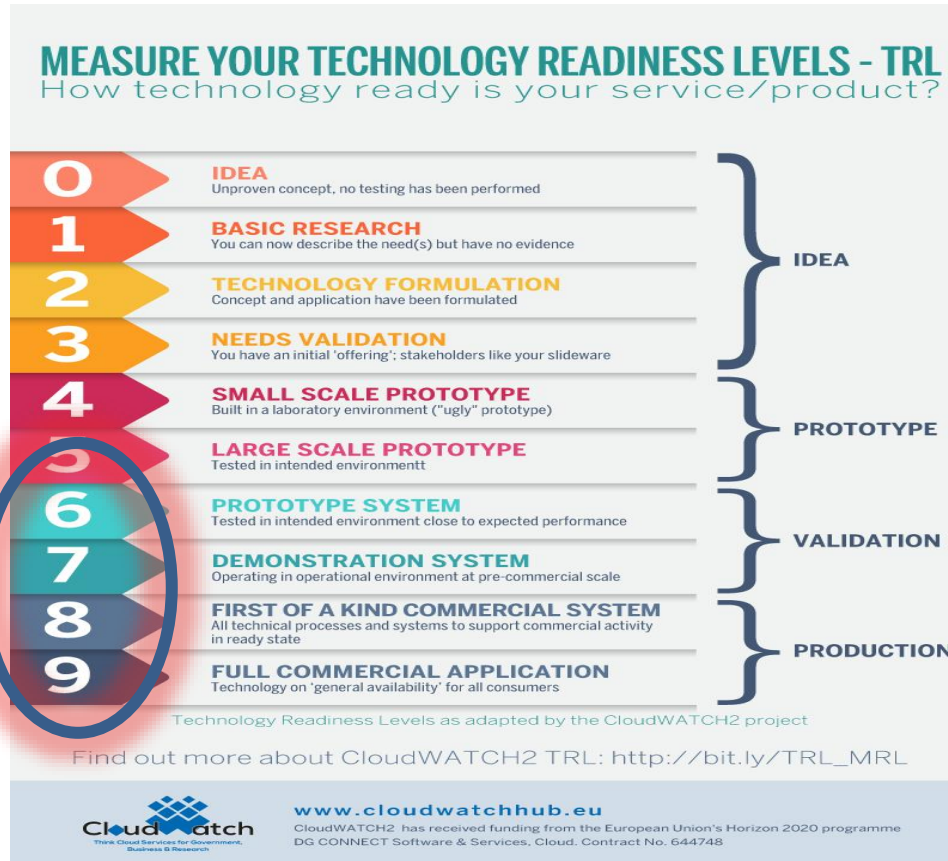 MEASURE YOUR TECHNOLOGY READINESS LEVELS - TRL
How technology ready is your service/product?
0
IDEA
Unproven concept, no testing has been performed
1
BASIC RESEARCH
You can now describe the need(s) but have no evidence
2
TECHNOLOGY FORMULATION
Concept and application have been formulated
3
NEEDS VALIDATION
You have an initial 'offering'; stakeholders like your slideware
IDEA
4
SMALL SCALE PROTOTYPE
Built in a laboratory environment ("ugly" prototype)
5
LARGE SCALE PROTOTYPE
Tested in intended environmentt
PROTOTYPE
6
PROTOTYPE SYSTEM
Tested in intended environment close to expected performance
7
DEMONSTRATION SYSTEM
Operating in operational environment at pre-commercial scale
VALIDATION
8
FIRST OF A KIND COMMERCIAL SYSTEM
All technical processes and systems to support commercial activity
in ready state
9
FULL COMMERCIAL APPLICATION
Technology on 'general availability' for all consumers
PRODUCTION
Technology Readiness Levels as adapted by the CloudWATCH2 project
Find out more about CloudWATCH2 TRL: http://bit.ly/TRL_MRL
CloudWatch
Think Cloud Services for Government,
Business & Research
www.cloudwatchhub.eu
CloudWATCH2 has received funding from the European Union's Horizon 2020 programme
DG CONNECT Software & Services, Cloud. Contract No. 644748